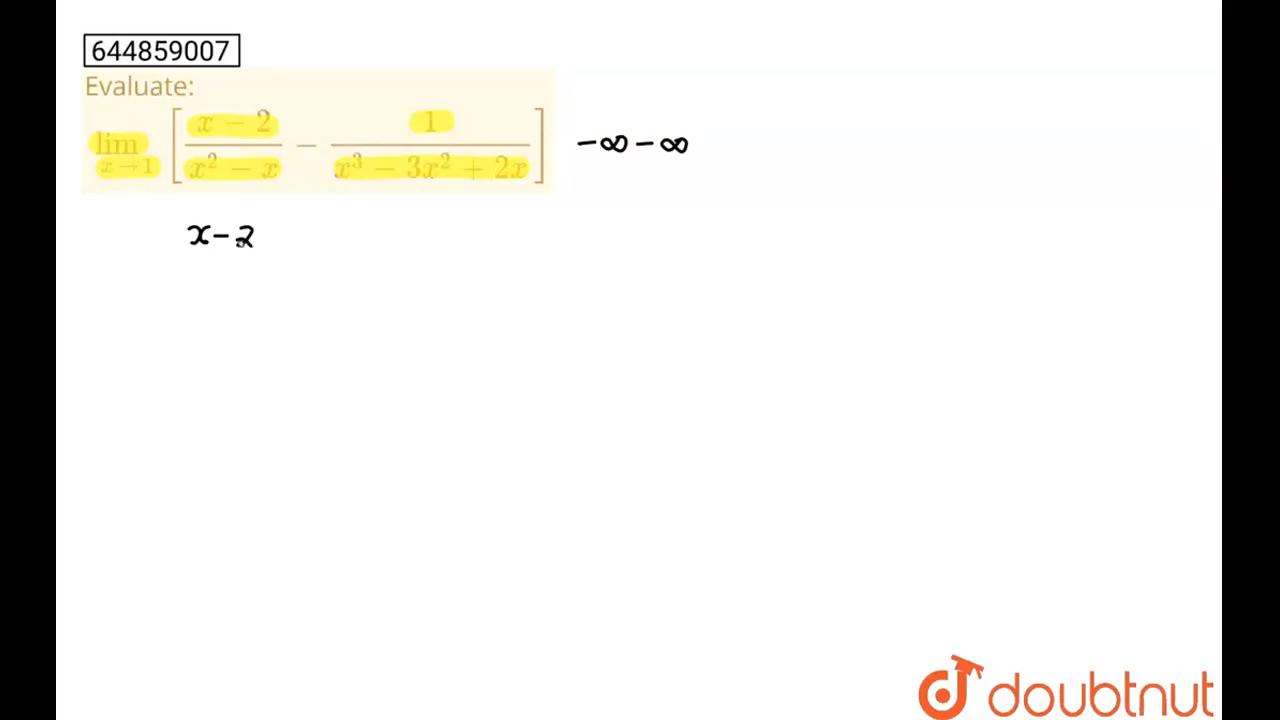 644859007
Evaluate:
lim x→1 [ x − 2 / x² − x − 1 / x³ − 3x² + 2x ] −∞ − ∞
x − 2
doubtnut